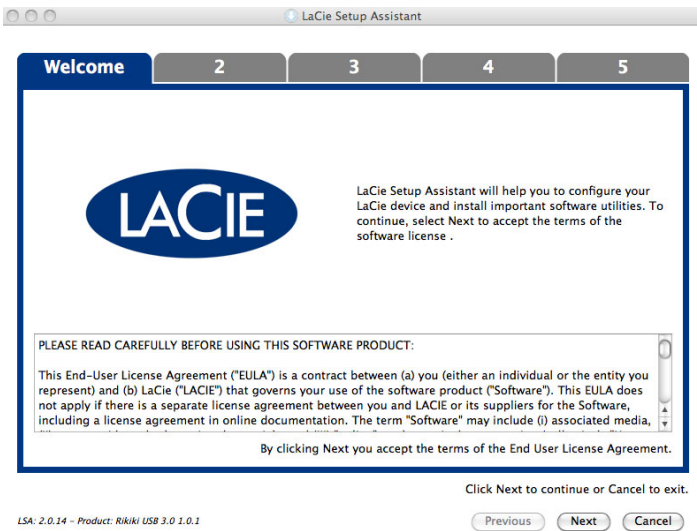 LaCie Setup Assistant
Welcome 2 3 4 5
LACIE
LaCie Setup Assistant will help you to configure your
LaCie device and install important software utilities. To
continue, select Next to accept the terms of the
software license .
PLEASE READ CAREFULLY BEFORE USING THIS SOFTWARE PRODUCT:
This End-User License Agreement ("EULA") is a contract between (a) you (either an individual or the entity you
represent) and (b) LaCie ("LACIE") that governs your use of the software product ("Software"). This EULA does
not apply if there is a separate license agreement between you and LACIE or its suppliers for the Software,
including a license agreement in online documentation. The term "Software" may include (i) associated media,
By clicking Next you accept the terms of the End User License Agreement.
Click Next to continue or Cancel to exit.
LSA: 2.0.14 – Product: Rikiki USB 3.0 1.0.1
Previous Next Cancel